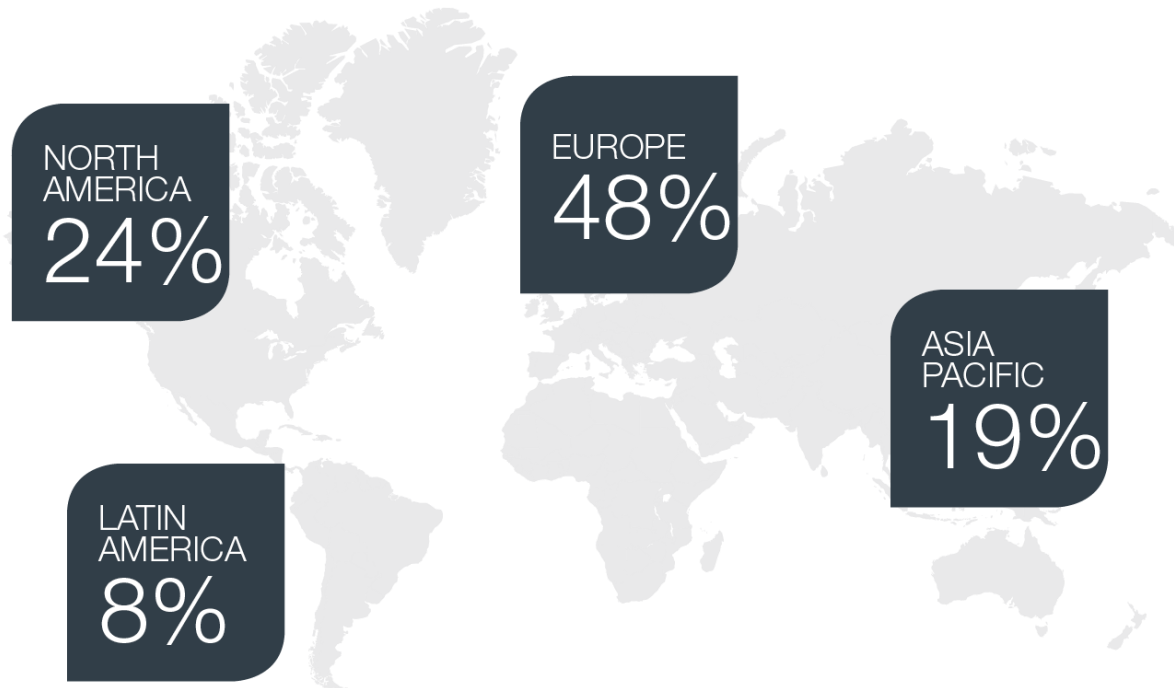 NORTH
AMERICA
24%
EUROPE
48%
ASIA
PACIFIC
19%
LATIN
AMERICA
8%